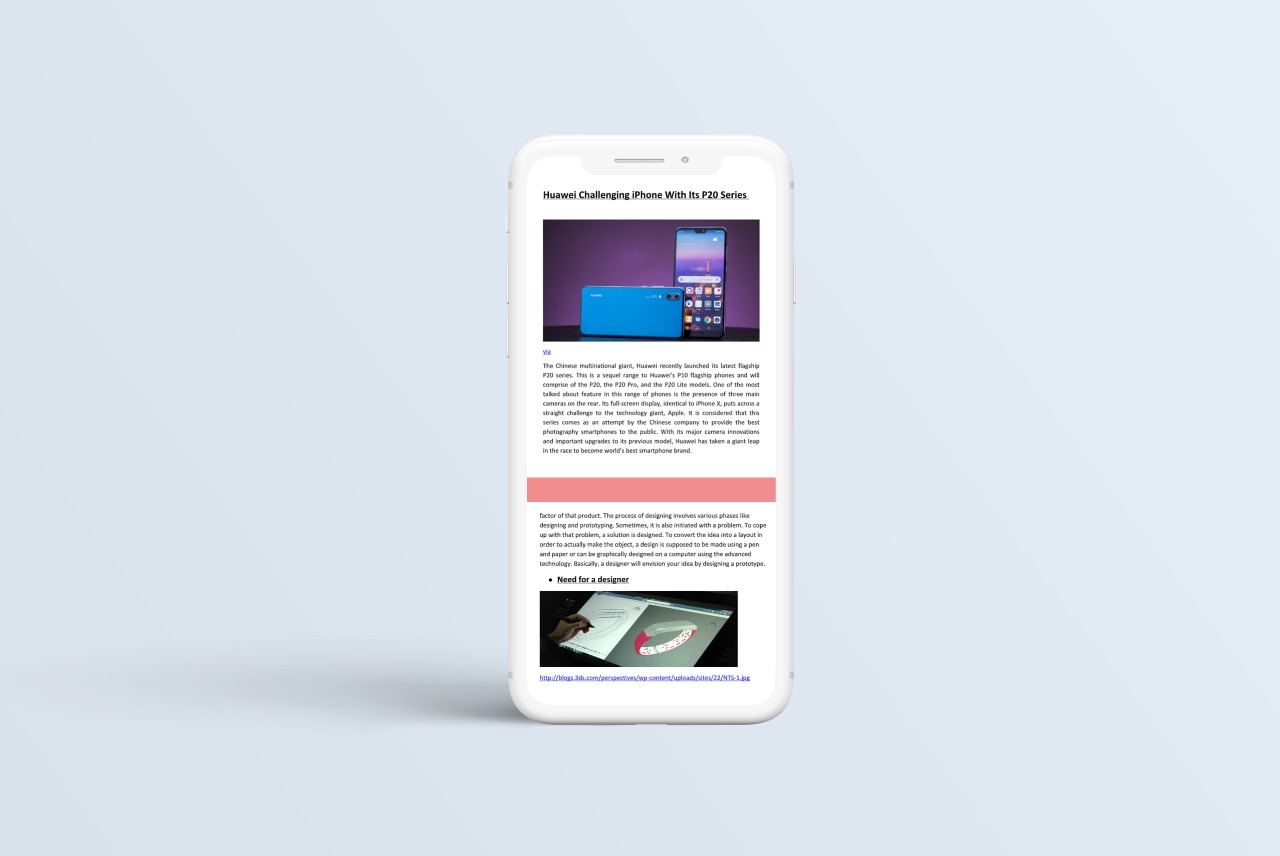 Huawei Challenging iPhone With Its P20 Series
HUAWEI
via
The Chinese multinational giant, Huawei recently launched its latest flagship
P20 series. This is a sequel range to Huawei's P10 flagship phones and will
comprise of the P20, the P20 Pro, and the P20 Lite models. One of the most
talked about feature in this range of phones is the presence of three main
cameras on the rear. Its full-screen display, identical to iPhone X, puts across a
straight challenge to the technology giant, Apple. It is considered that this
series comes as an attempt by the Chinese company to provide the best
photography smartphones to the public. With its major camera innovations
and important upgrades to its previous model, Huawei has taken a giant leap
in the race to become world's best smartphone brand.
factor of that product. The process of designing involves various phases like
designing and prototyping. Sometimes, it is also initiated with a problem. To cope
up with that problem, a solution is designed. To convert the idea into a layout in
order to actually make the object, a design is supposed to be made using a pen
and paper or can be graphically designed on a computer using the advanced
technology. Basically, a designer will envision your idea by designing a prototype.
• Need for a designer
http://blogs.3ds.com/perspectives/wp-content/uploads/sites/22/NTS-1.jpg